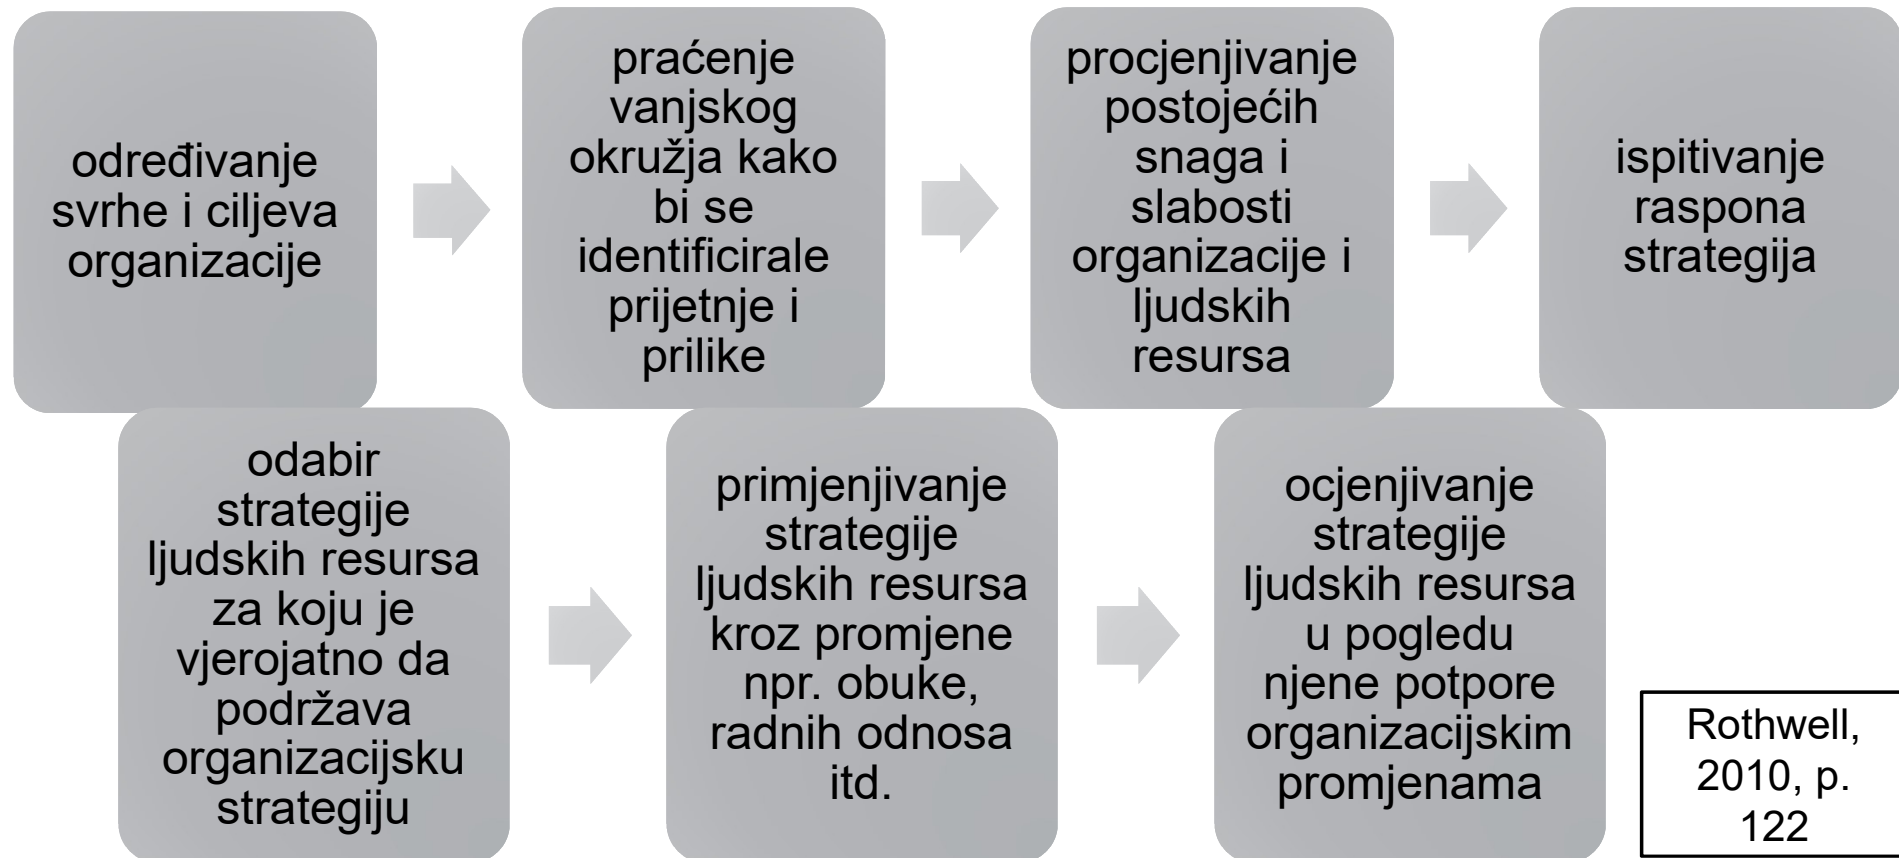 određivanje
svrhe i ciljeva
organizacije
praćenje
vanjskog
okružja kako
bi se
identificirale
prijetnje i
prilike
procjenjivanje
postojećih
snaga i
slabosti
organizacije i
ljudskih
resursa
ispitivanje
raspona
strategija
odabir
strategije
ljudskih resursa
za koju je
vjerojatno da
podržava
organizacijsku
strategiju
primjenjivanje
strategije
ljudskih resursa
kroz promjene
npr. obuke,
radnih odnosa
itd.
ocjenjivanje
strategije
ljudskih resursa
u pogledu
njene potpore
organizacijskim
promjenama
Rothwell,
2010, p.
122